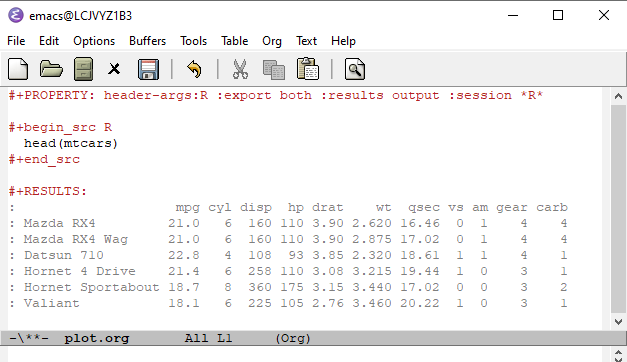 emacs@LCJVYZ1B3
File Edit Options Buffers Tools Table Org Text Help
#+PROPERTY: header-args:R :export both :results output :session *R*
#+begin_src R
  head(mtcars)
#+end_src
#+RESULTS:
:                    mpg cyl disp  hp drat    wt  qsec vs am gear carb
: Mazda RX4         21.0   6  160 110 3.90 2.620 16.46  0  1    4    4
: Mazda RX4 Wag     21.0   6  160 110 3.90 2.875 17.02  0  1    4    4
: Datsun 710        22.8   4  108  93 3.85 2.320 18.61  1  1    4    1
: Hornet 4 Drive    21.4   6  258 110 3.08 3.215 19.44  1  0    3    1
: Hornet Sportabout 18.7   8  360 175 3.15 3.440 17.02  0  0    3    2
: Valiant           18.1   6  225 105 2.76 3.460 20.22  1  0    3    1
-\**-  plot.org       All L1     (Org)